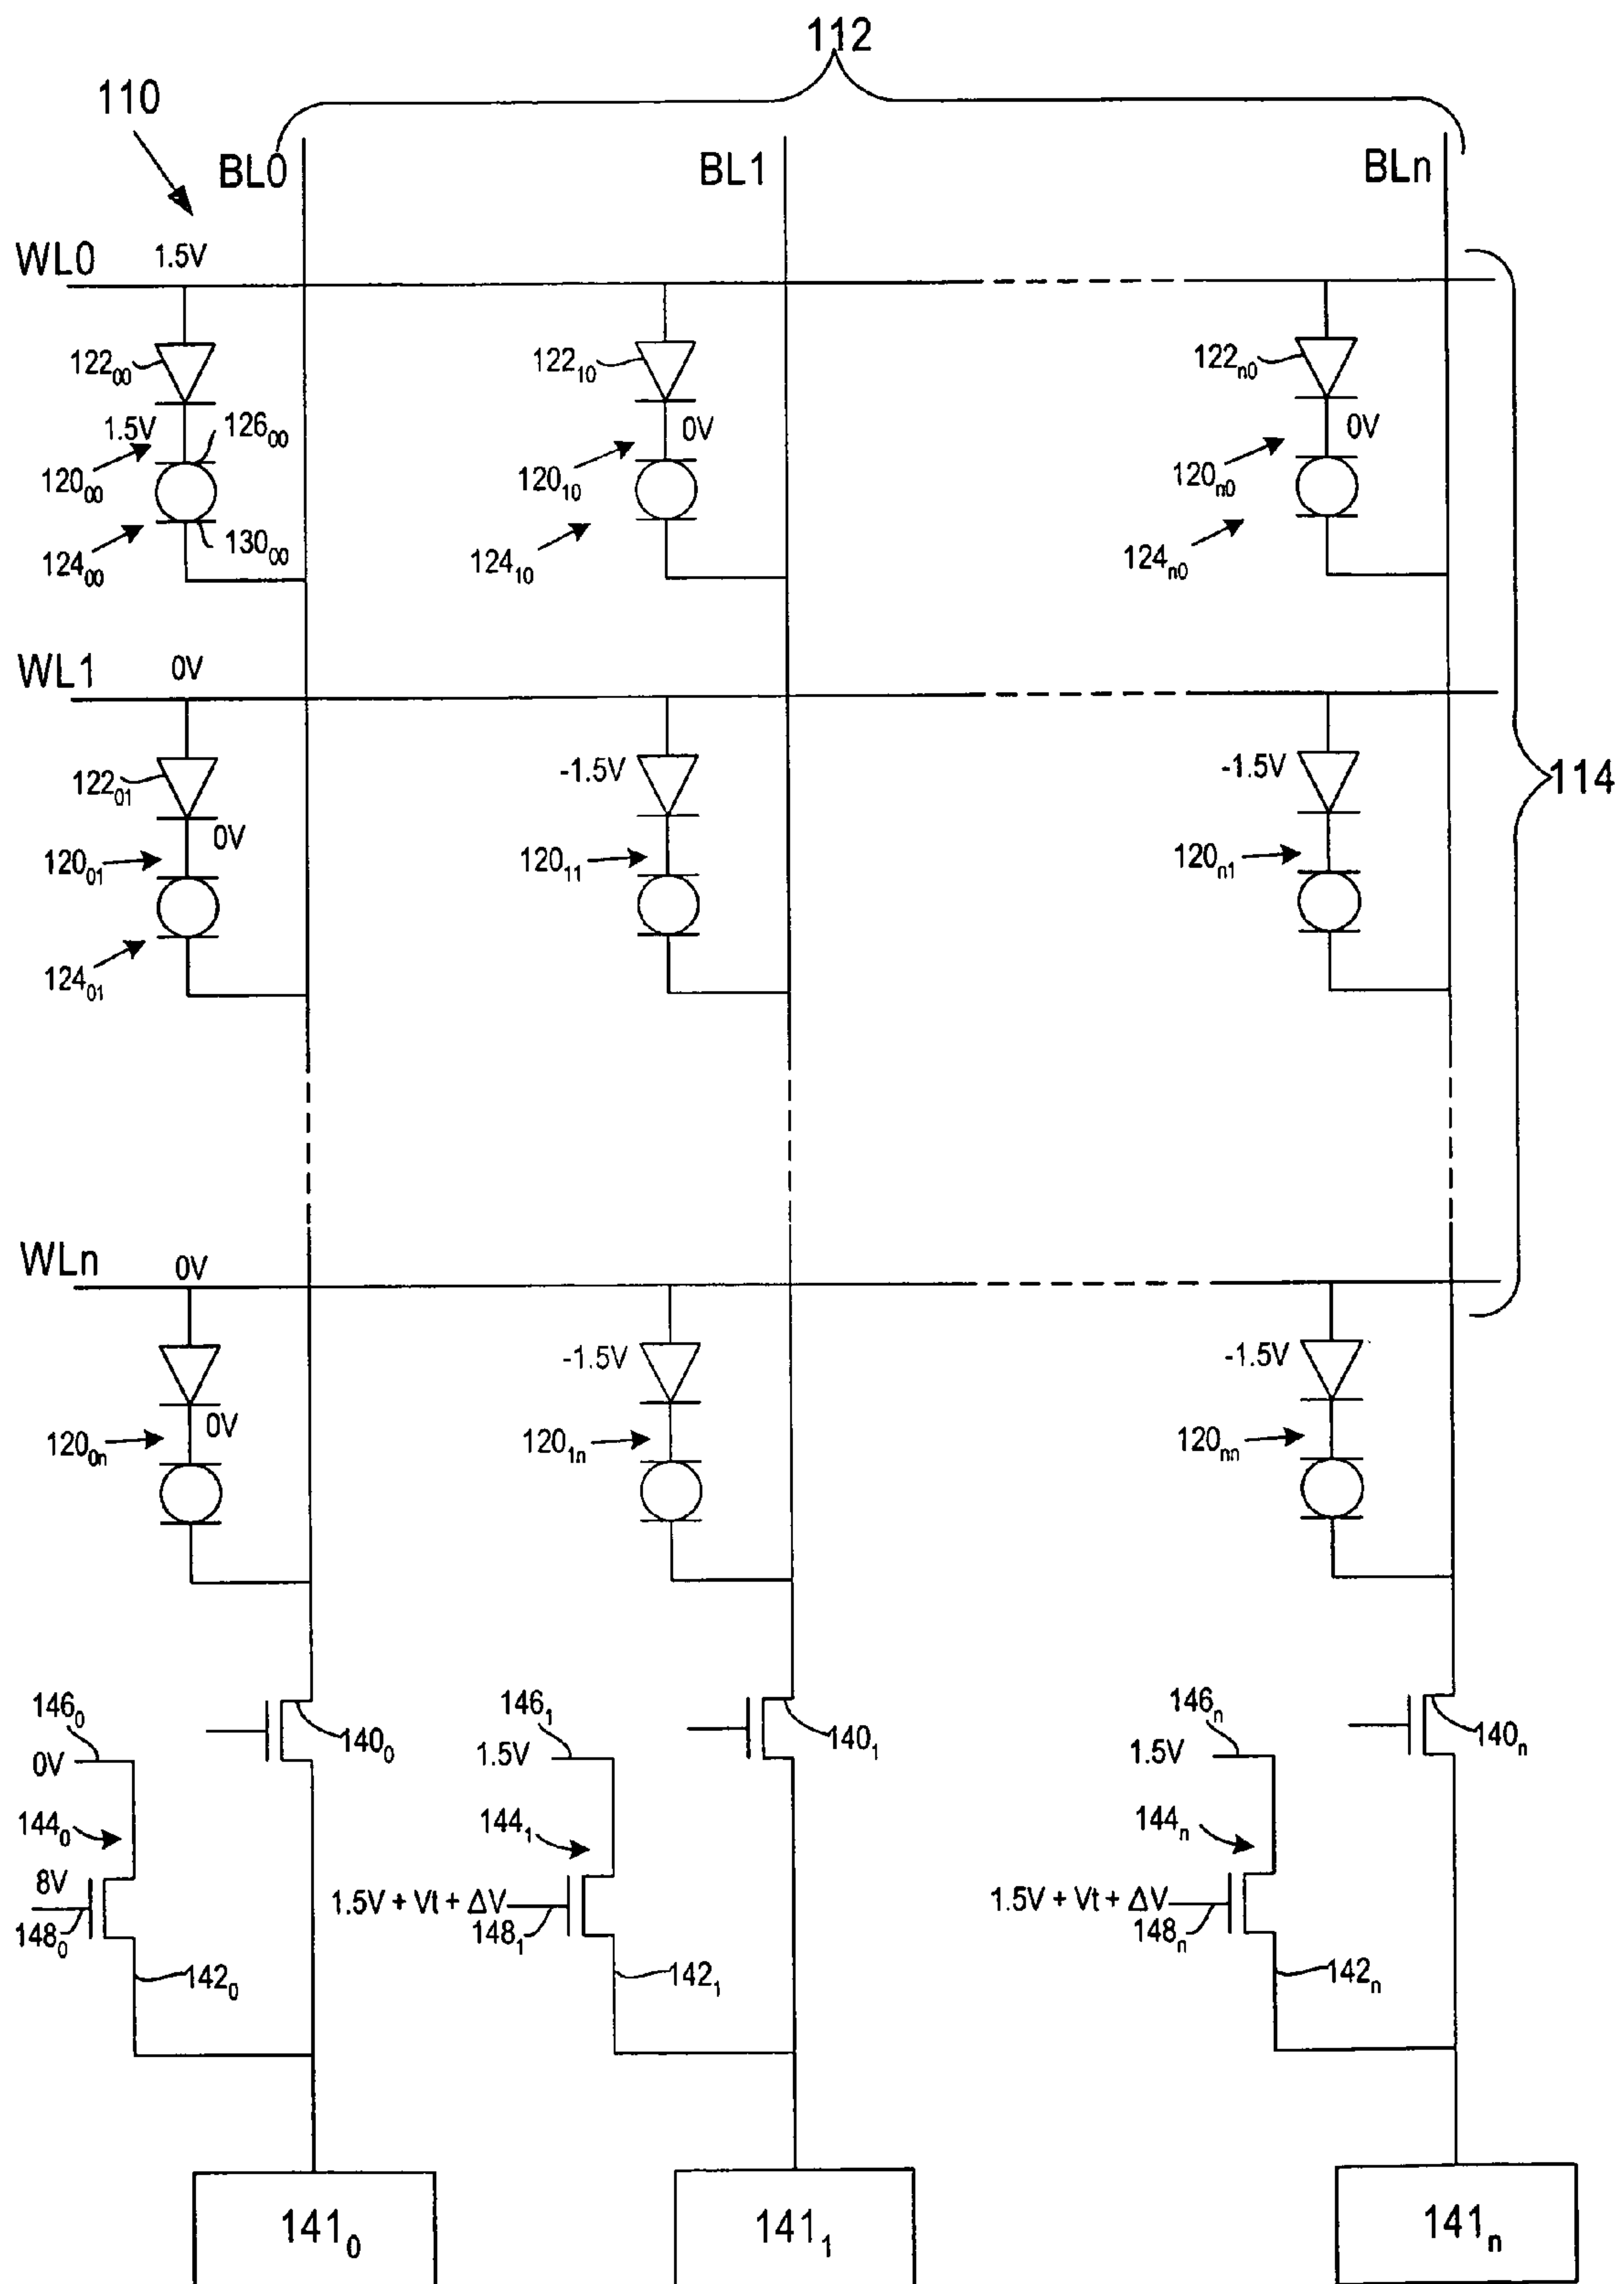 112
110
BL0 BL1 BLn
WL0 1.5V
122₀₀ 122₁₀ 122ₙ₀
1.5V 126₀₀ 0V 0V
120₀₀ 120₁₀ 120ₙ₀
124₀₀ 130₀₀ 124₁₀ 124ₙ₀
WL1 0V
122₀₁ -1.5V -1.5V 114
0V
120₀₁ 120₁₁ 120ₙ₁
124₀₁
WLn 0V
-1.5V -1.5V
0V
120₀ₙ 120₁ₙ 120ₙₙ
146₀ 146₁ 146ₙ
140₀ 140₁ 140ₙ
0V 1.5V 1.5V
144₀ 144₁ 144ₙ
8V 1.5V + Vt + ΔV 1.5V + Vt + ΔV
148₀ 148₁ 148ₙ
142₀ 142₁ 142ₙ
141₀ 141₁ 141ₙ